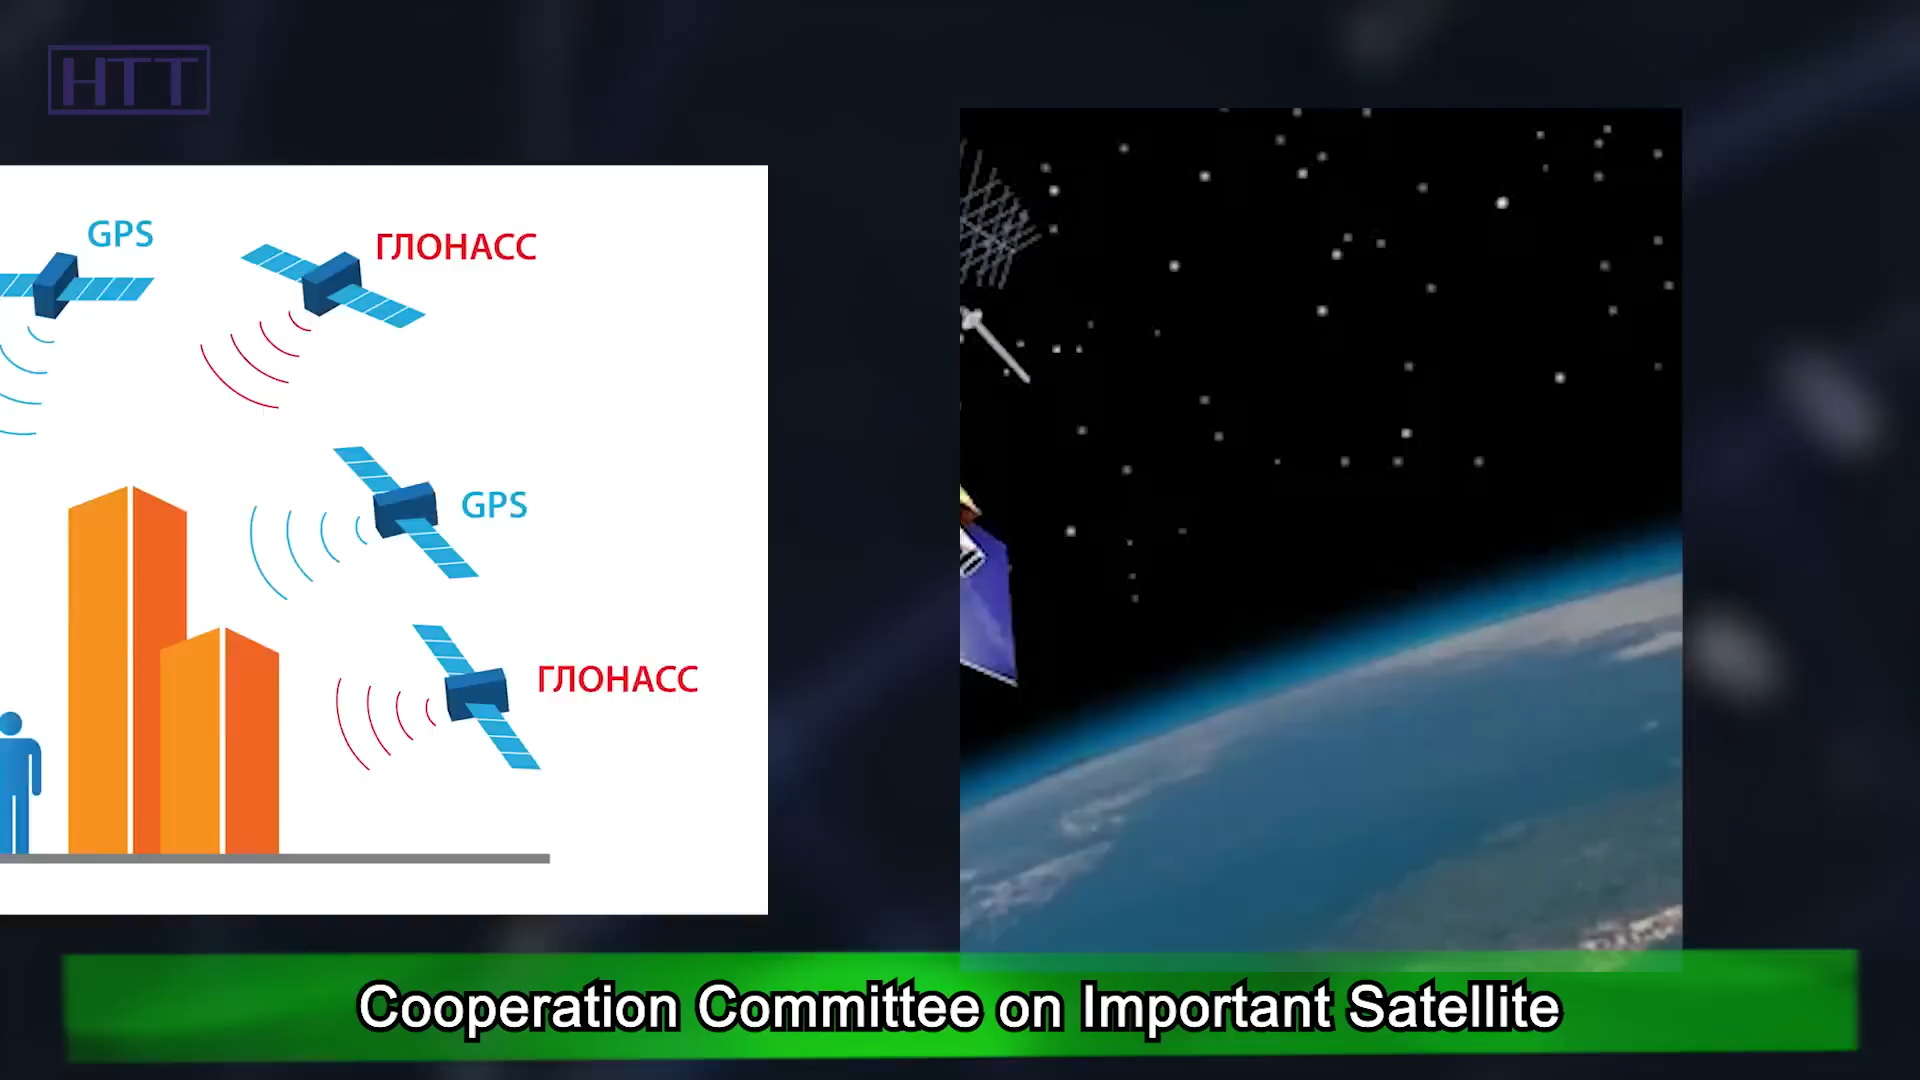 HTT
GPS
ГЛОНАСС
GPS
ГЛОНАСС
Cooperation Committee on Important Satellite